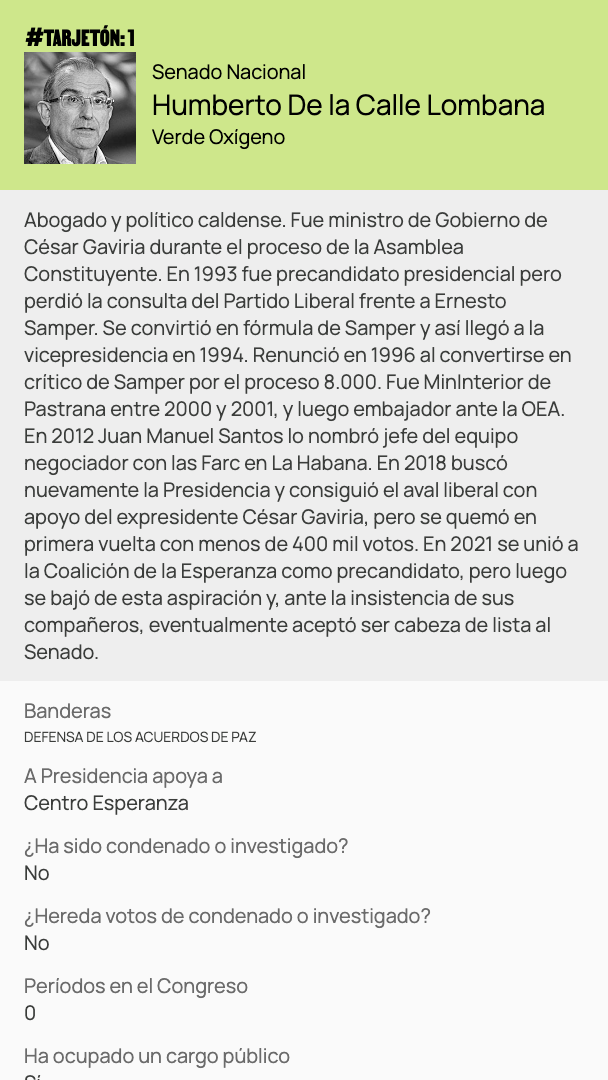 #TARJETÓN: 1
Senado Nacional
Humberto De la Calle Lombana
Verde Oxígeno
Abogado y político caldense. Fue ministro de Gobierno de
César Gaviria durante el proceso de la Asamblea
Constituyente. En 1993 fue precandidato presidencial pero
perdió la consulta del Partido Liberal frente a Ernesto
Samper. Se convirtió en fórmula de Samper y así llegó a la
vicepresidencia en 1994. Renunció en 1996 al convertirse en
crítico de Samper por el proceso 8.000. Fue MinInterior de
Pastrana entre 2000 y 2001, y luego embajador ante la OEA.
En 2012 Juan Manuel Santos lo nombró jefe del equipo
negociador con las Farc en La Habana. En 2018 buscó
nuevamente la Presidencia y consiguió el aval liberal con
apoyo del expresidente César Gaviria, pero se quemó en
primera vuelta con menos de 400 mil votos. En 2021 se unió a
la Coalición de la Esperanza como precandidato, pero luego
se bajó de esta aspiración y, ante la insistencia de sus
compañeros, eventualmente aceptó ser cabeza de lista al
Senado.
Banderas
DEFENSA DE LOS ACUERDOS DE PAZ
A Presidencia apoya a
Centro Esperanza
¿Ha sido condenado o investigado?
No
¿Hereda votos de condenado o investigado?
No
Períodos en el Congreso
0
Ha ocupado un cargo público